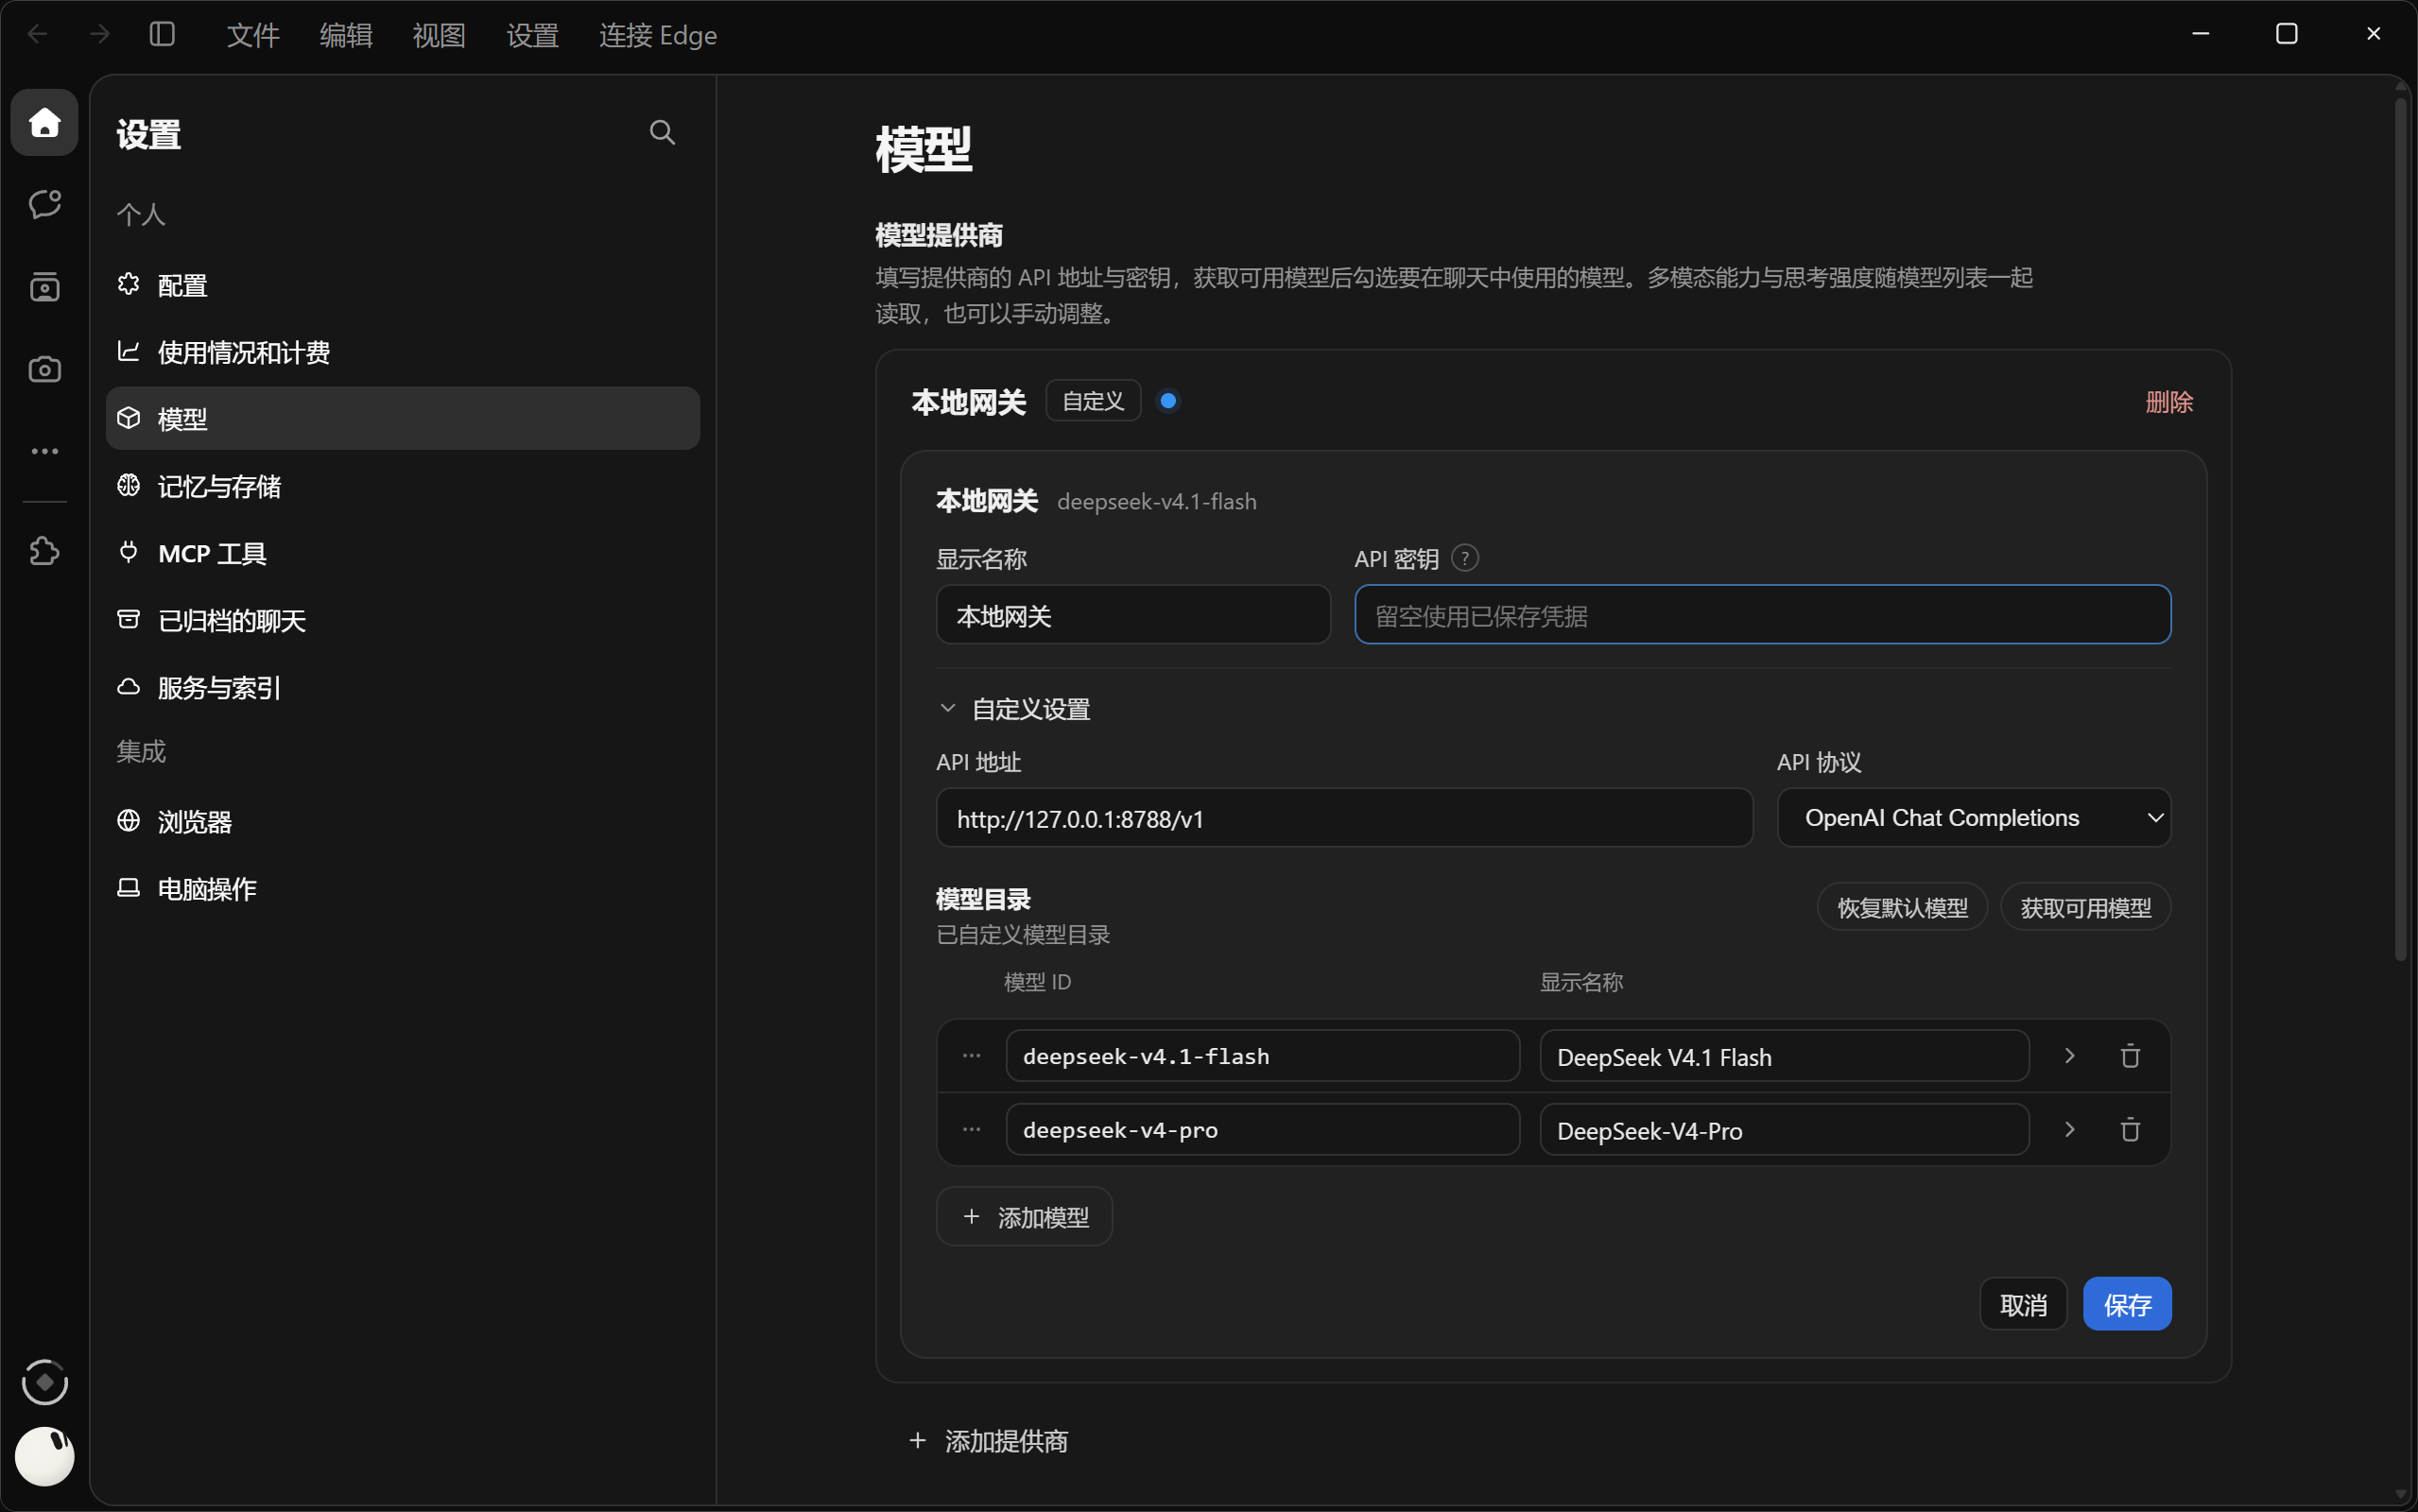 文件 编辑 视图 设置 连接 Edge
设置
个人
配置
使用情况和计费
模型
记忆与存储
MCP 工具
已归档的聊天
服务与索引
集成
浏览器
电脑操作
模型
模型提供商
填写提供商的 API 地址与密钥，获取可用模型后勾选要在聊天中使用的模型。多模态能力与思考强度随模型列表一起
读取，也可以手动调整。
本地网关 自定义 删除
本地网关 deepseek-v4.1-flash
显示名称 API 密钥 ?
本地网关 留空使用已保存凭据
自定义设置
API 地址 API 协议
http://127.0.0.1:8788/v1 OpenAI Chat Completions
模型目录 恢复默认模型 获取可用模型
已自定义模型目录
模型 ID 显示名称
deepseek-v4.1-flash DeepSeek V4.1 Flash
deepseek-v4-pro DeepSeek-V4-Pro
+ 添加模型
取消 保存
+ 添加提供商